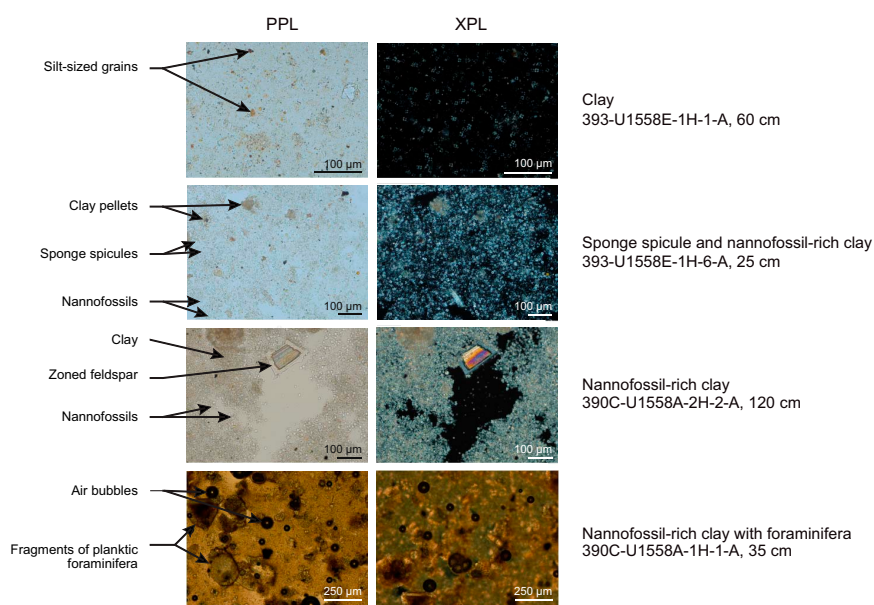 PPL
XPL
Silt-sized grains
100 µm
100 µm
Clay
393-U1558E-1H-1-A, 60 cm
Clay pellets
Sponge spicules
Nannofossils
100 µm
100 µm
Sponge spicule and nannofossil-rich clay
393-U1558E-1H-6-A, 25 cm
Clay
Zoned feldspar
Nannofossils
100 µm
100 µm
Nannofossil-rich clay
390C-U1558A-2H-2-A, 120 cm
Air bubbles
Fragments of planktic
foraminifera
250 µm
250 µm
Nannofossil-rich clay with foraminifera
390C-U1558A-1H-1-A, 35 cm